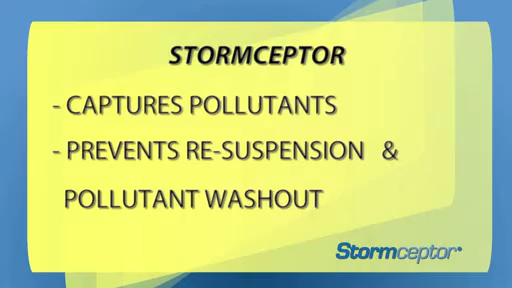 STORMCEPTOR
- CAPTURES POLLUTANTS
- PREVENTS RE-SUSPENSION &
POLLUTANT WASHOUT
Stormceptor